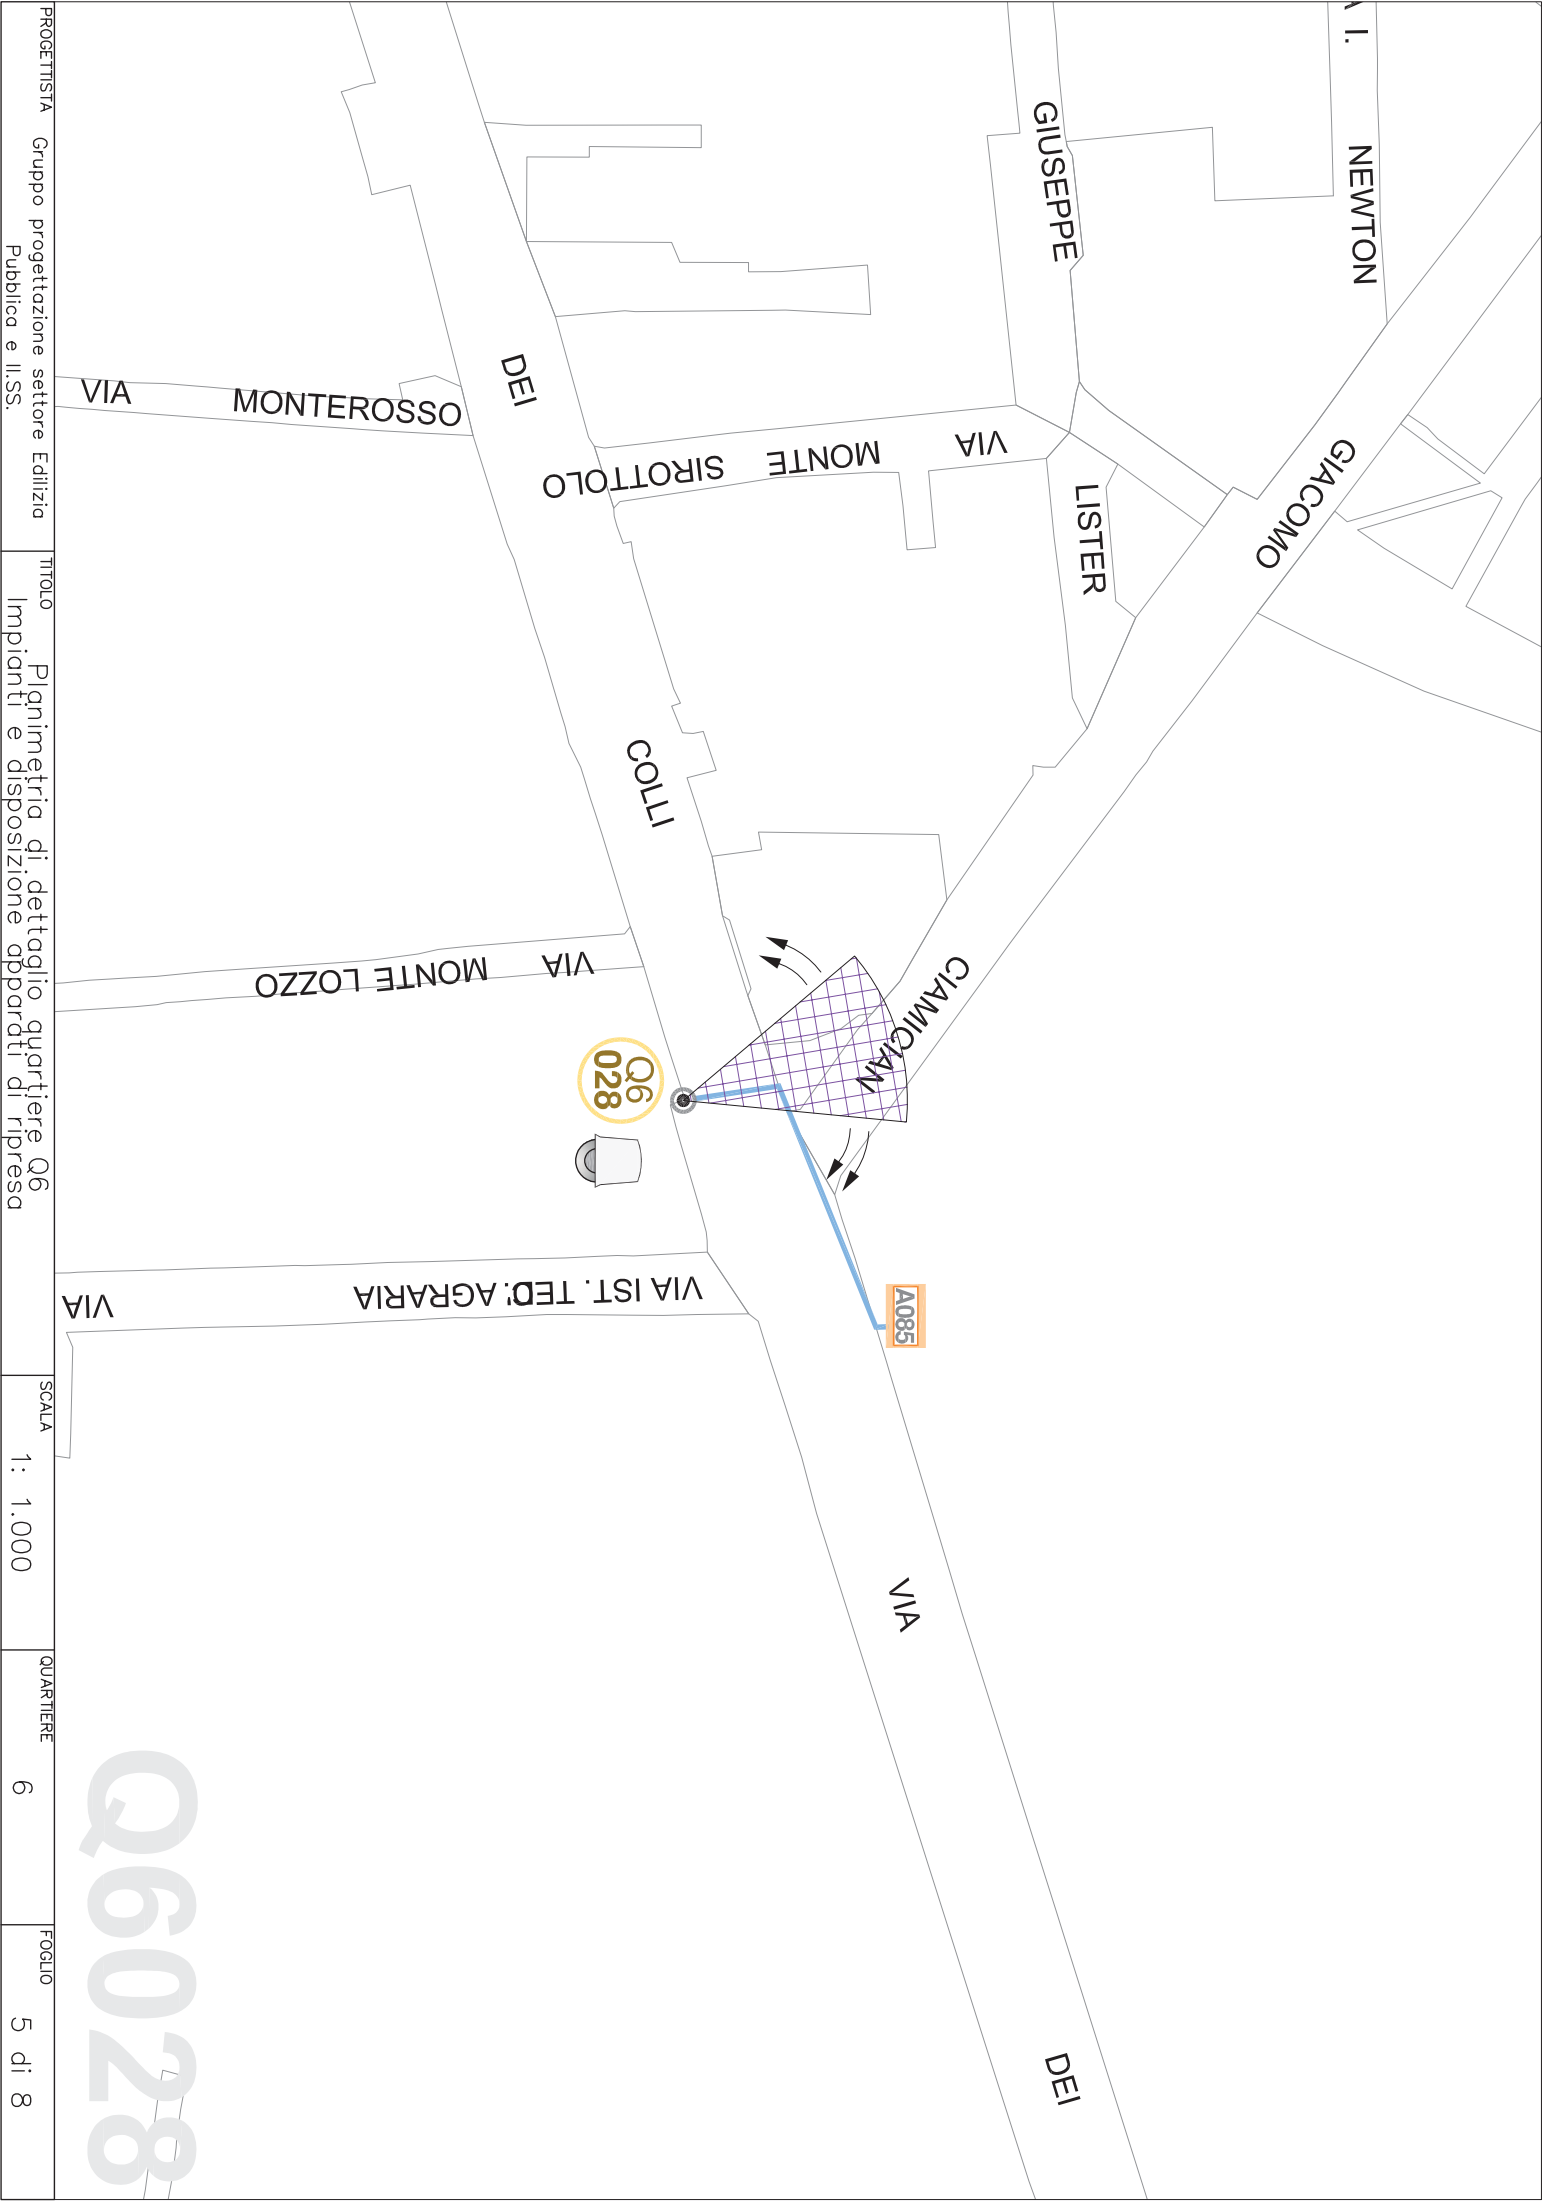 A I. NEWTON
GIUSEPPE
LISTER
GIACOMO
CIAMICIAN
VIA MONTE SIROTTOLO
DEI
COLLI
VIA
DEI
VIA MONTEROSSO
VIA MONTE LOZZO
VIA IST. TEC. D'AGRARIA
VIA
Q6
028
A085
Q6028
PROGETTISTA
Gruppo progettazione settore Edilizia
Pubblica e II.SS.
TITOLO
Planimetria di dettaglio quartiere Q6
Impianti e disposizione apparati di ripresa
SCALA
1: 1.000
QUARTIERE
6
FOGLIO
5 di 8